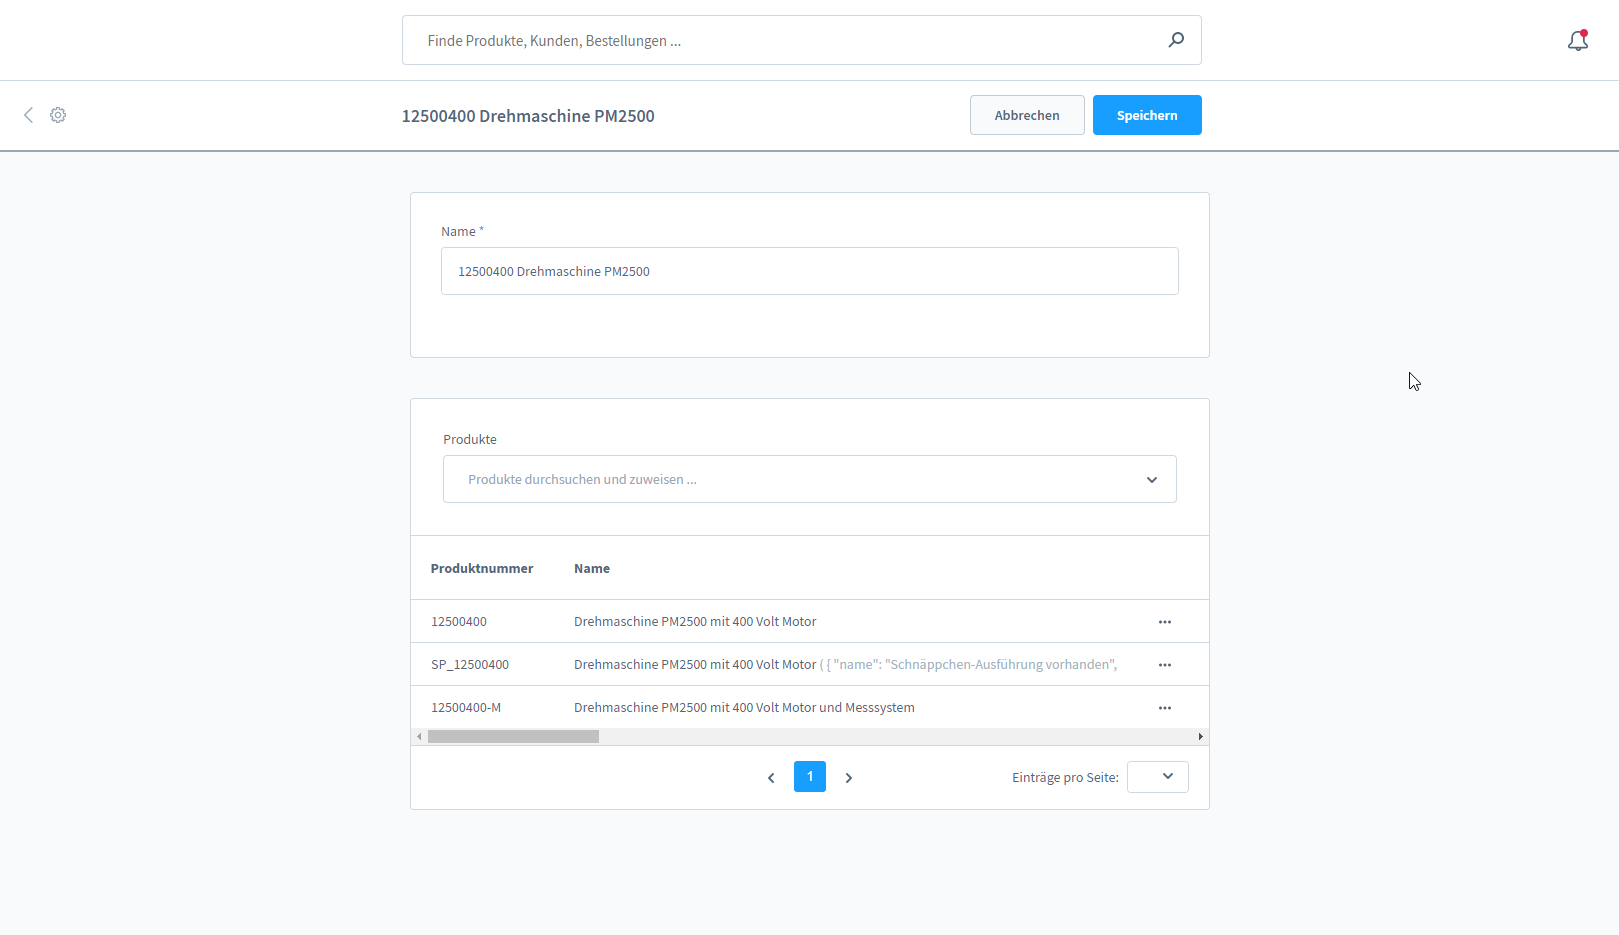 Finde Produkte, Kunden, Bestellungen ...
12500400 Drehmaschine PM2500
Abbrechen
Speichern
Name *
12500400 Drehmaschine PM2500
Produkte
Produkte durchsuchen und zuweisen ...
Produktnummer Name
12500400 Drehmaschine PM2500 mit 400 Volt Motor
SP_12500400 Drehmaschine PM2500 mit 400 Volt Motor ( { "name": "Schnäppchen-Ausführung vorhanden",
12500400-M Drehmaschine PM2500 mit 400 Volt Motor und Messsystem
1
Einträge pro Seite: